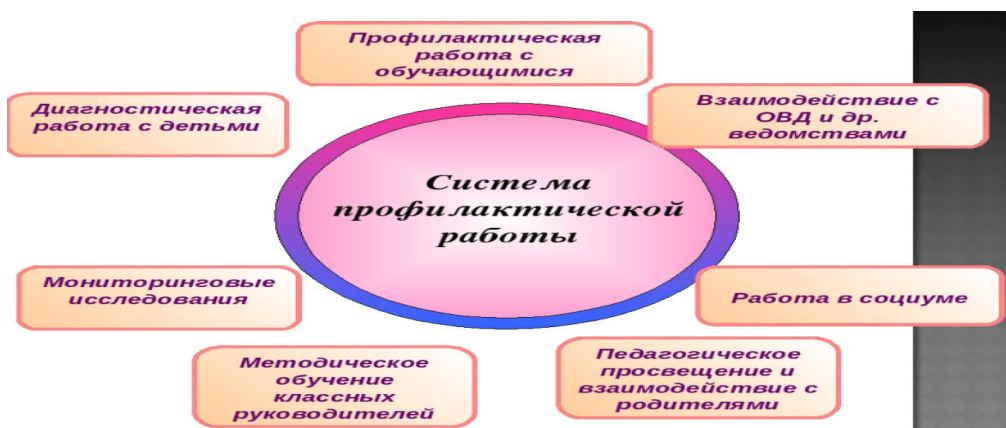 Профилактическая
работа с
обучающимися
Диагностическая
работа с детьми
Взаимодействие с
ОВД и др.
ведомствами
Система
профилактической
работы
Мониторинговые
исследования
Работа в социуме
Методическое
обучение
классных
руководителей
Педагогическое
просвещение и
взаимодействие с
родителями